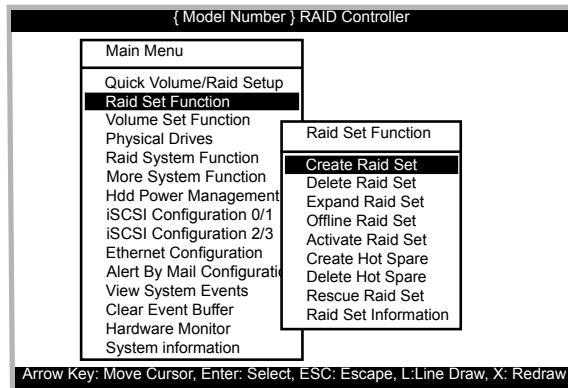 { Model Number } RAID Controller
Main Menu
Quick Volume/Raid Setup
Raid Set Function
Volume Set Function
Physical Drives
Raid System Function
More System Function
Hdd Power Management
iSCSI Configuration 0/1
iSCSI Configuration 2/3
Ethernet Configuration
Alert By Mail Configuratio
View System Events
Clear Event Buffer
Hardware Monitor
System information
Raid Set Function
Create Raid Set
Delete Raid Set
Expand Raid Set
Offline Raid Set
Activate Raid Set
Create Hot Spare
Delete Hot Spare
Rescue Raid Set
Raid Set Information
Arrow Key: Move Cursor, Enter: Select, ESC: Escape, L:Line Draw, X: Redraw